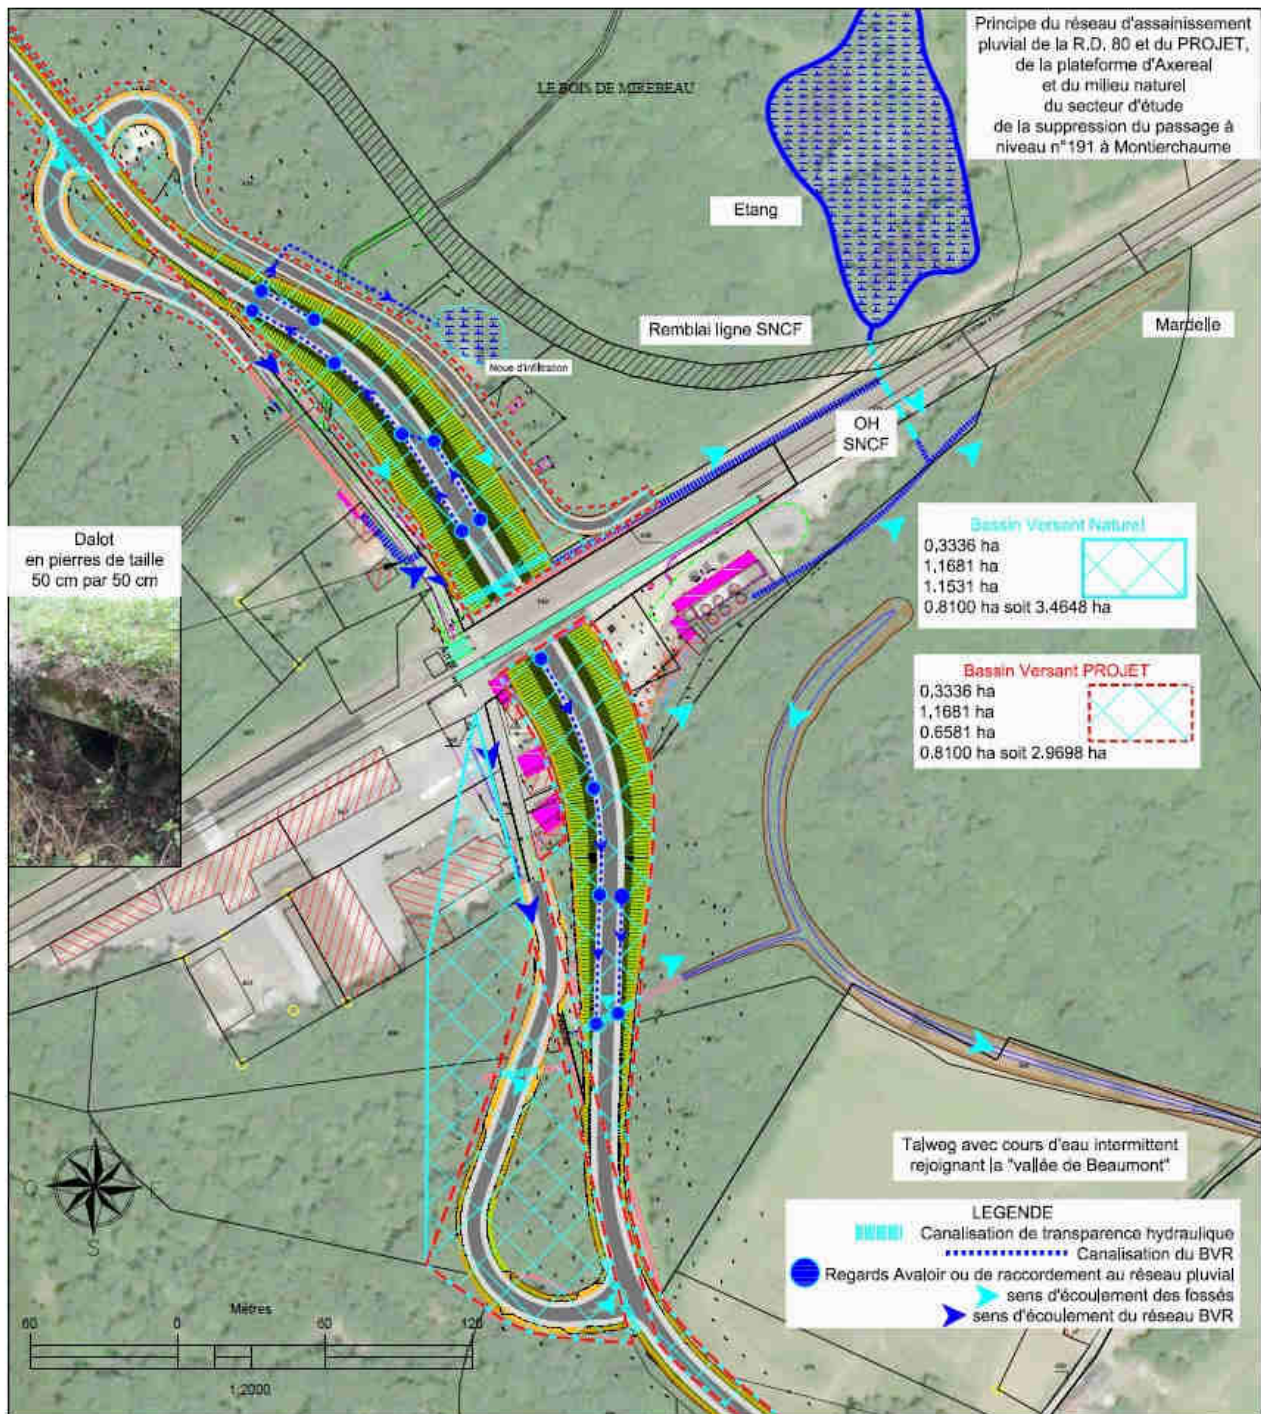 Principe du réseau d'assainissement
pluvial de la R.D. 80 et du PROJET,
de la plateforme d'Axereal
et du milieu naturel
du secteur d'étude
de la suppression du passage à
niveau n°191 à Montierchaume
LE BOIS DE MIREBEAU
Etang
Remblai ligne SNCF
Mardelle
Noue d'infiltration
OH
SNCF
Dalot
en pierres de taille
50 cm par 50 cm
Bassin Versant Naturel
0,3336 ha
1,1681 ha
1.1531 ha
0.8100 ha soit 3.4648 ha
Bassin Versant PROJET
0,3336 ha
1,1681 ha
0.6581 ha
0.8100 ha soit 2.9698 ha
Talweg avec cours d'eau intermittent
rejoignant la "vallée de Beaumont"
LEGENDE
Canalisation de transparence hydraulique
Canalisation du BVR
Regards Avaloir ou de raccordement au réseau pluvial
sens d'écoulement des fossés
sens d'écoulement du réseau BVR
O E
S
Mètres
60 0 60 120
1:2000